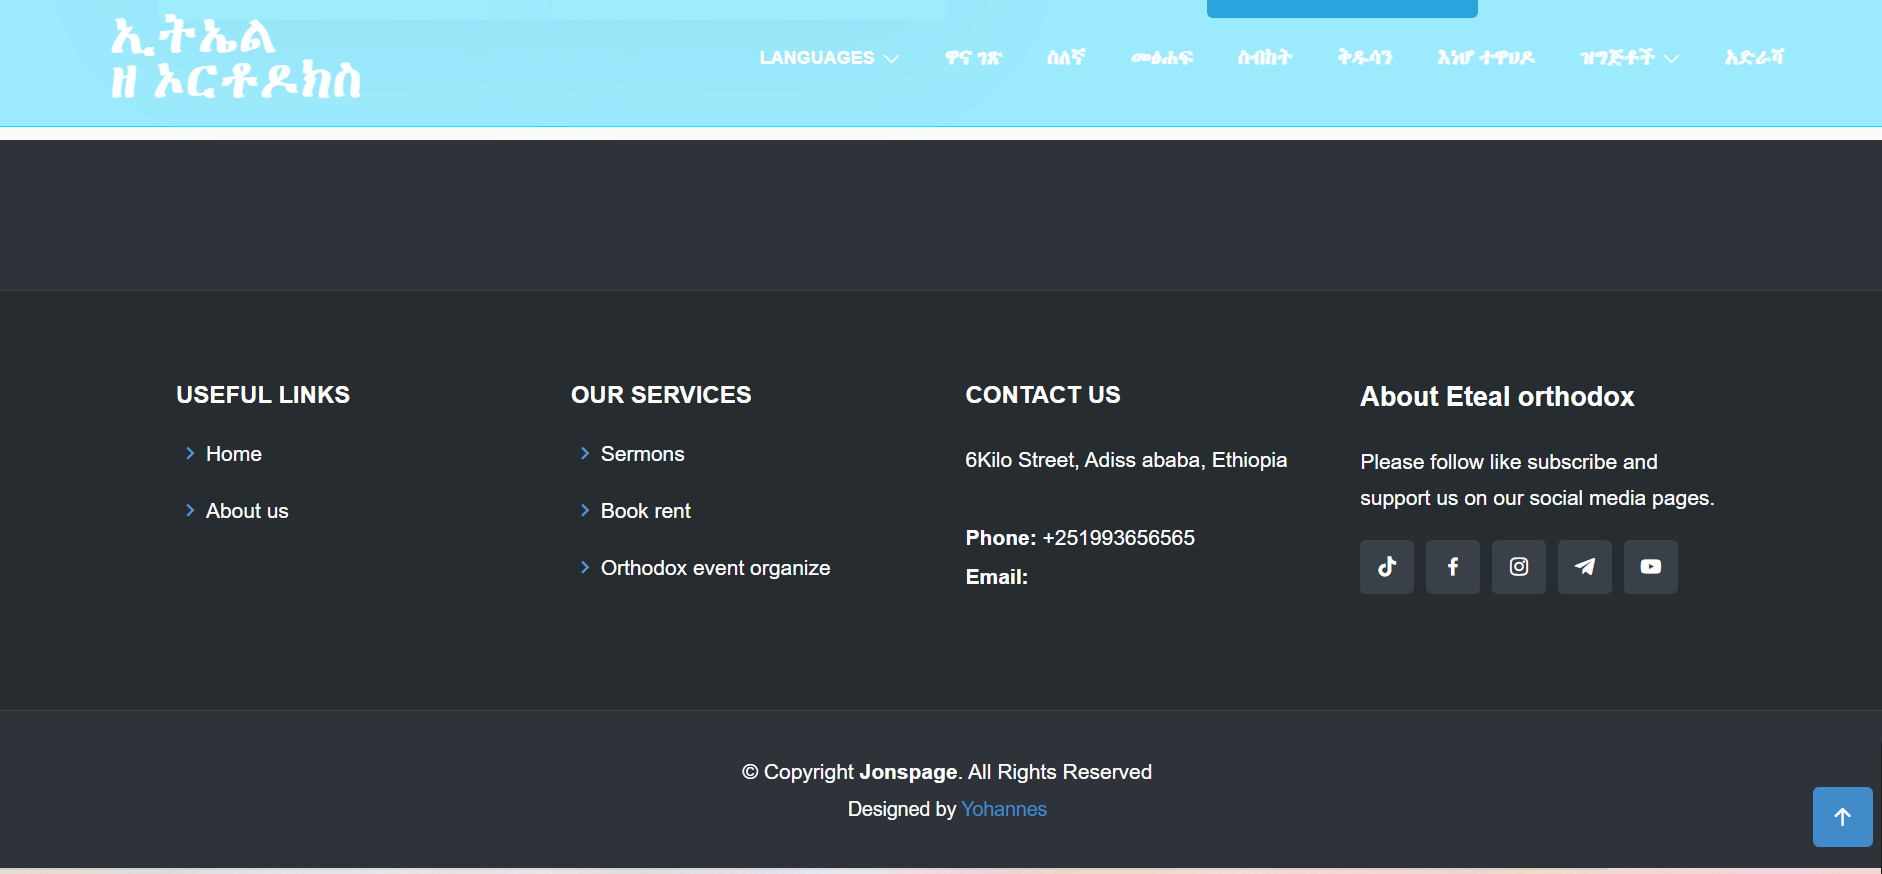 ኢትኤል
ዘ ኦርቶዶክስ
LANGUAGES ዋና ገጽ ስለኛ መፅሐፍ ስብከት ቅዱሳን እነሆ ተዋህዶ ዝግጅቶች አድራሻ
USEFUL LINKS
Home
About us
OUR SERVICES
Sermons
Book rent
Orthodox event organize
CONTACT US
6Kilo Street, Adiss ababa, Ethiopia
Phone: +251993656565
Email:
About Eteal orthodox
Please follow like subscribe and
support us on our social media pages.
© Copyright Jonspage. All Rights Reserved
Designed by Yohannes